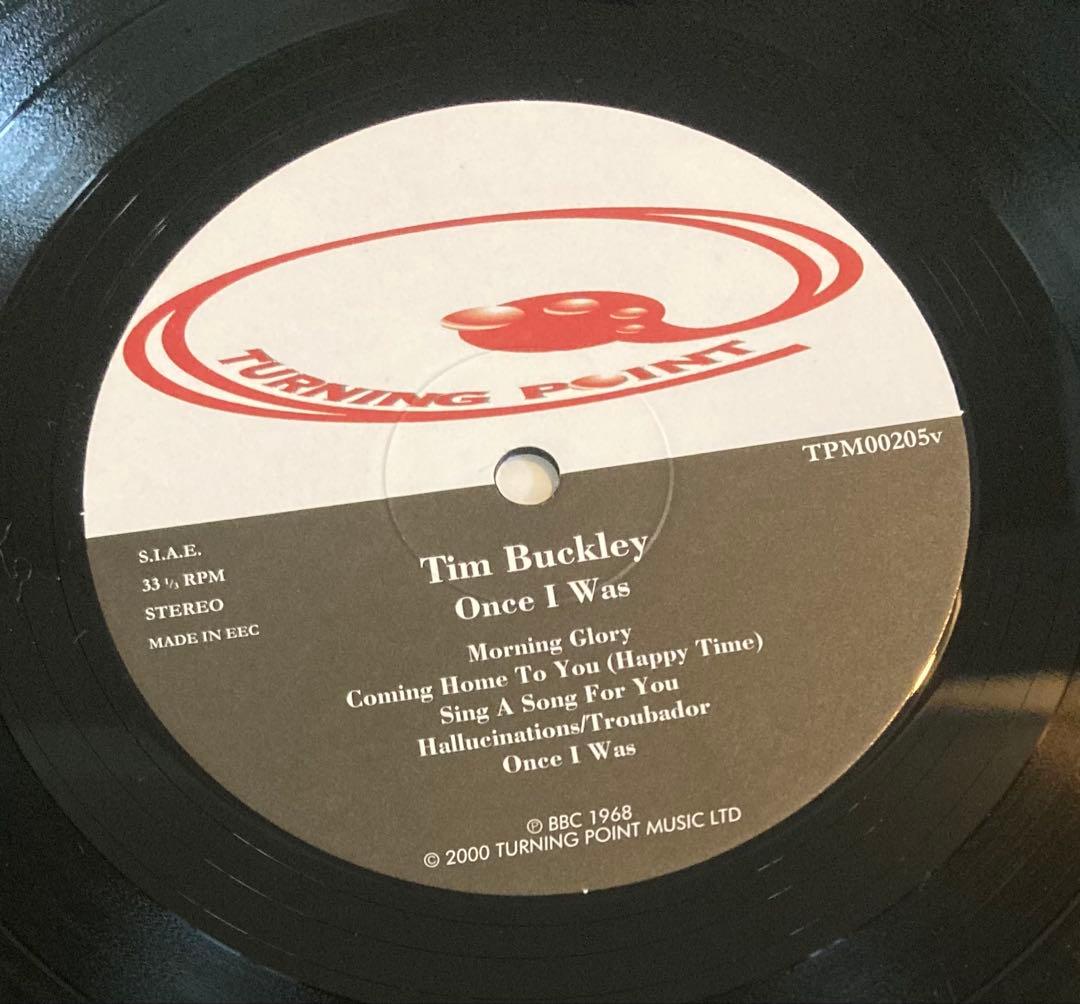 TURNING POINT
TPM00205v
S.I.A.E.
33 ⅓ RPM
STEREO
MADE IN EEC
Tim Buckley
Once I Was
Morning Glory
Coming Home To You (Happy Time)
Sing A Song For You
Hallucinations/Troubador
Once I Was
℗ BBC 1968
© 2000 TURNING POINT MUSIC LTD